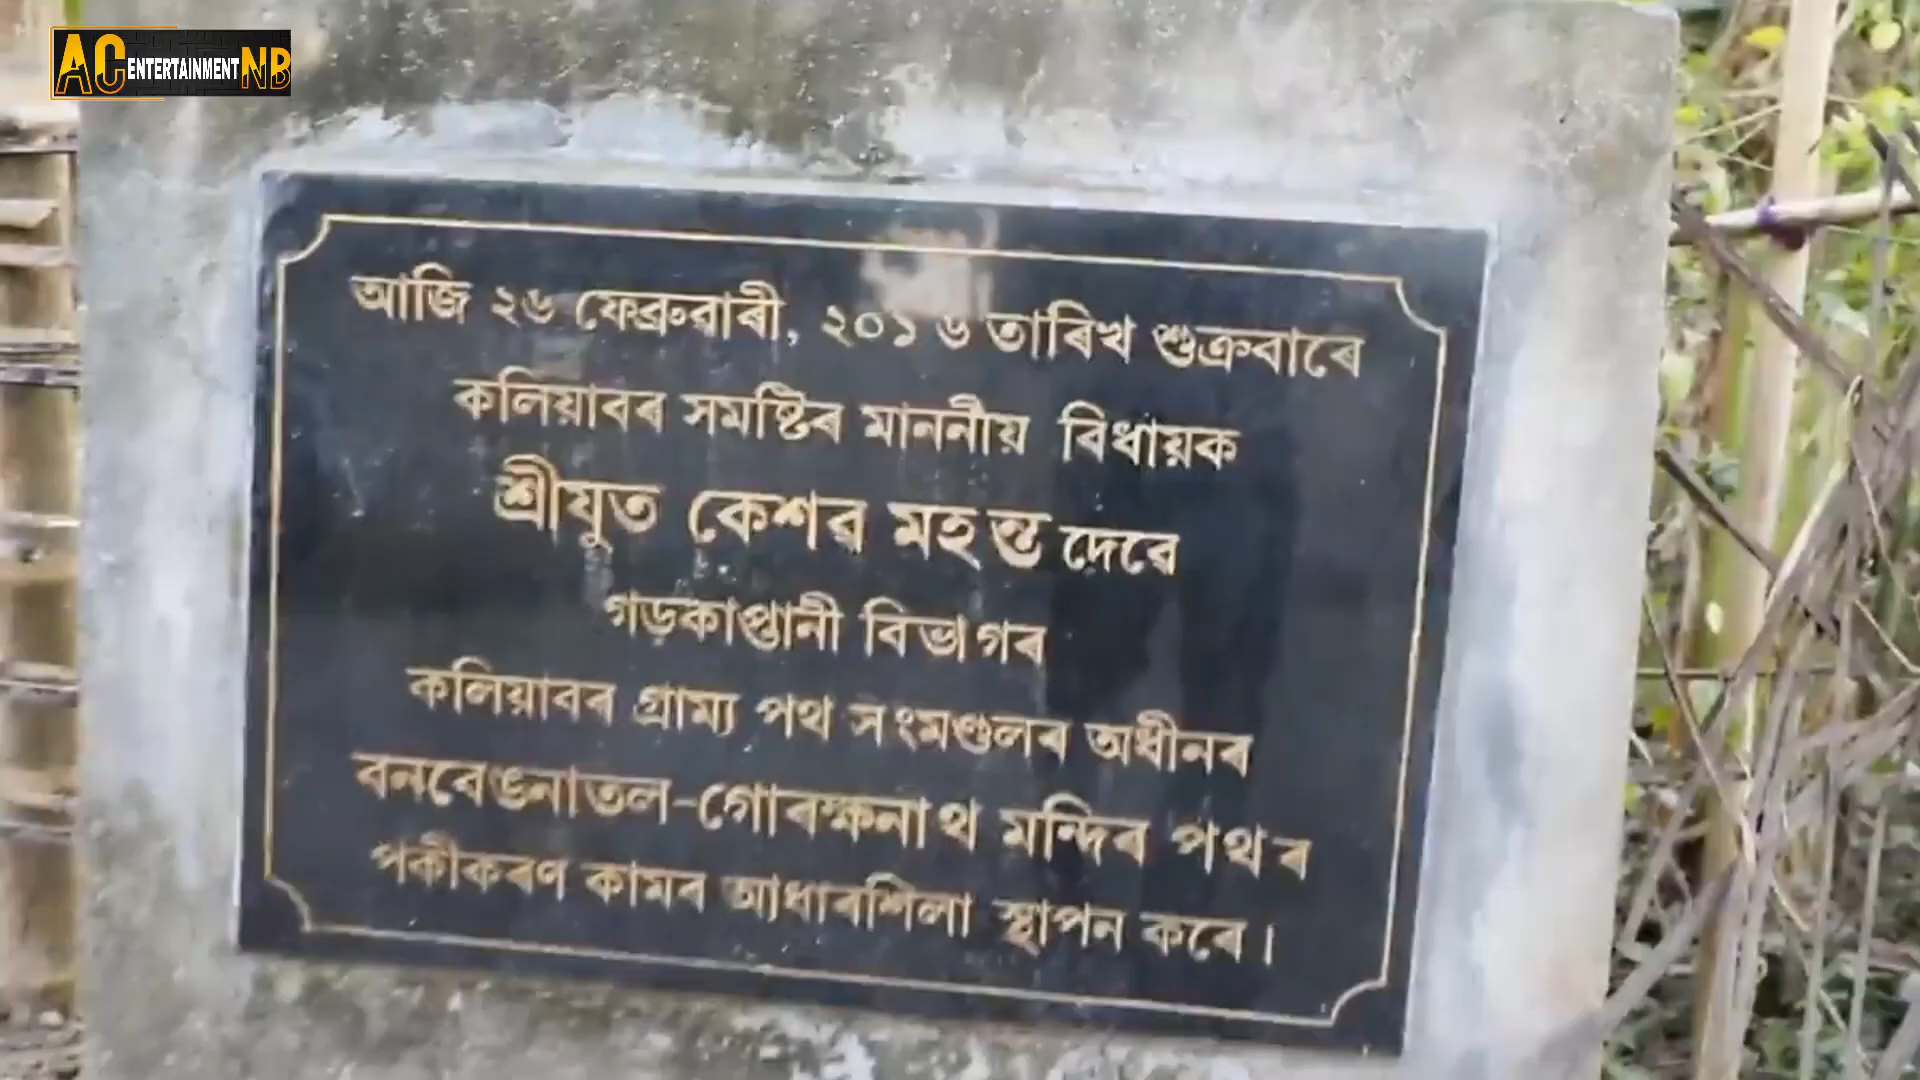 AC ENTERTAINMENT NB
আজি ২৬ ফেব্ৰুৱাৰী, ২০১৬ তাৰিখ শুক্ৰবাৰে
কলিয়াবৰ সমষ্টিৰ মাননীয় বিধায়ক
শ্ৰীযুত কেশৱ মহন্ত দেৱে
গড়কাপ্তানী বিভাগৰ
কলিয়াবৰ গ্ৰাম্য পথ সংমণ্ডলৰ অধীনৰ
বনবেঙনাতল-গোৰক্ষনাথ মন্দিৰ পথৰ
পকীকৰণ কামৰ আধাৰশিলা স্থাপন কৰে।